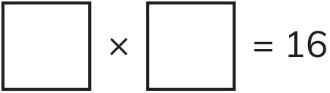 × = 16